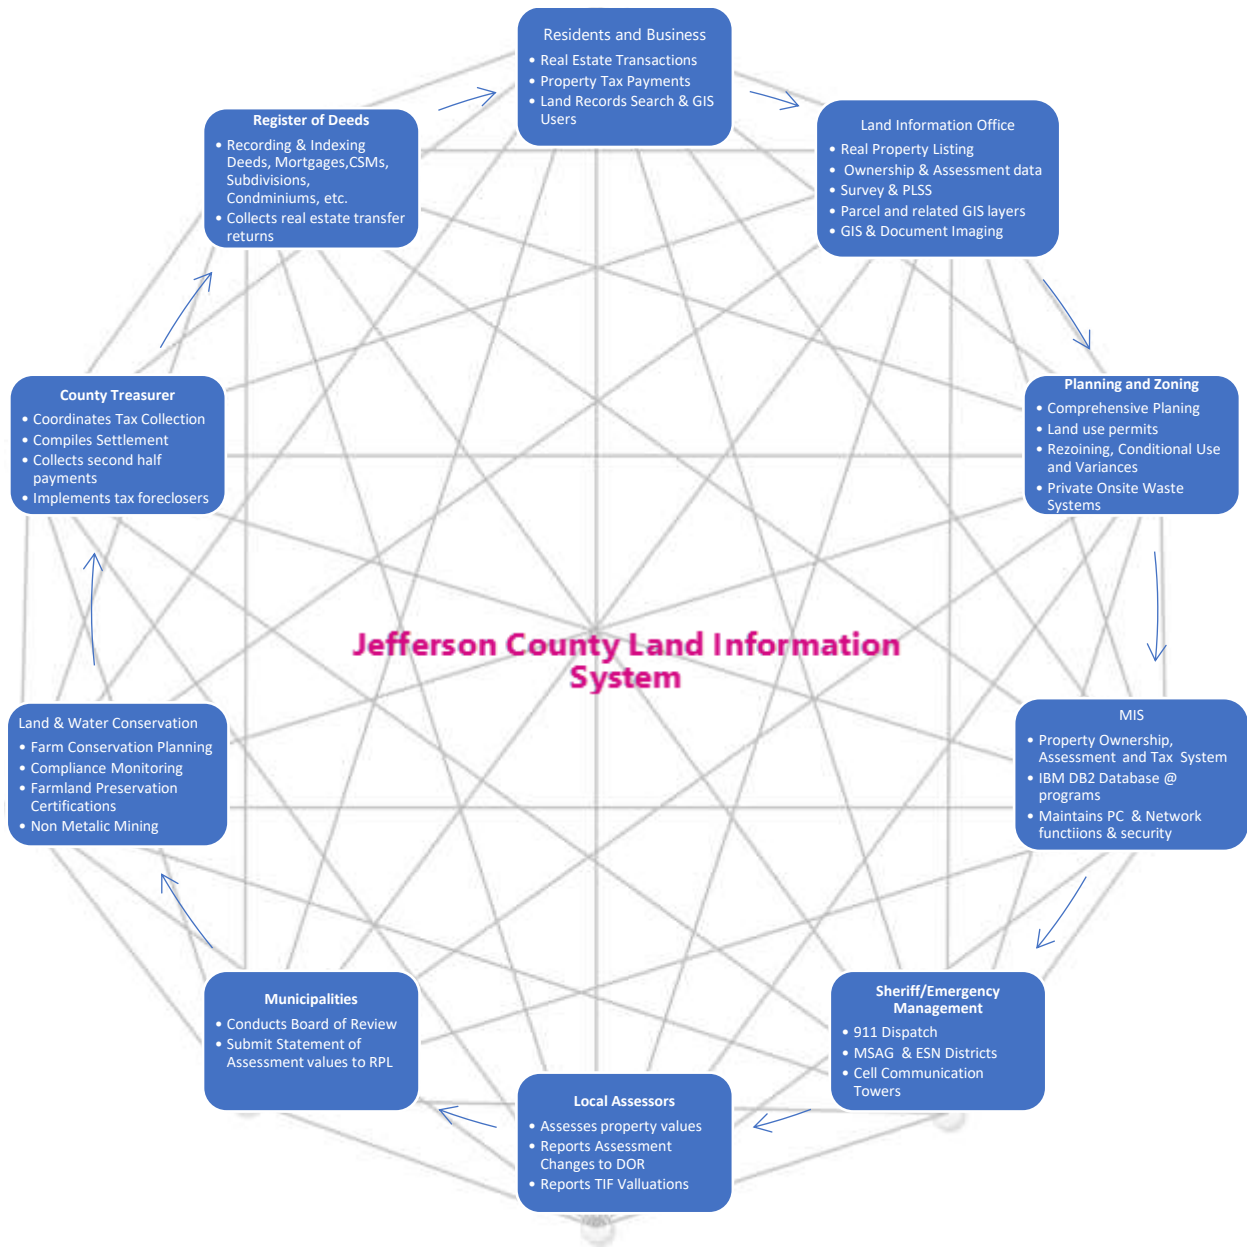 Residents and Business
• Real Estate Transactions
• Property Tax Payments
• Land Records Search & GIS
Users
Land Information Office
• Real Property Listing
• Ownership & Assessment data
• Survey & PLSS
• Parcel and related GIS layers
• GIS & Document Imaging
Planning and Zoning
• Comprehensive Planing
• Land use permits
• Rezoining, Conditional Use
and Variances
• Private Onsite Waste
Systems
MIS
• Property Ownership,
Assessment and Tax System
• IBM DB2 Database @
programs
• Maintains PC & Network
functiions & security
Sheriff/Emergency
Management
• 911 Dispatch
• MSAG & ESN Districts
• Cell Communication
Towers
Local Assessors
• Assesses property values
• Reports Assessment
Changes to DOR
• Reports TIF Valluations
Municipalities
• Conducts Board of Review
• Submit Statement of
Assessment values to RPL
Land & Water Conservation
• Farm Conservation Planning
• Compliance Monitoring
• Farmland Preservation
Certifications
• Non Metalic Mining
County Treasurer
• Coordinates Tax Collection
• Compiles Settlement
• Collects second half
payments
• Implements tax foreclosers
Register of Deeds
• Recording & Indexing
Deeds, Mortgages,CSMs,
Subdivisions,
Condminiums, etc.
• Collects real estate transfer
returns
Jefferson County Land Information
System